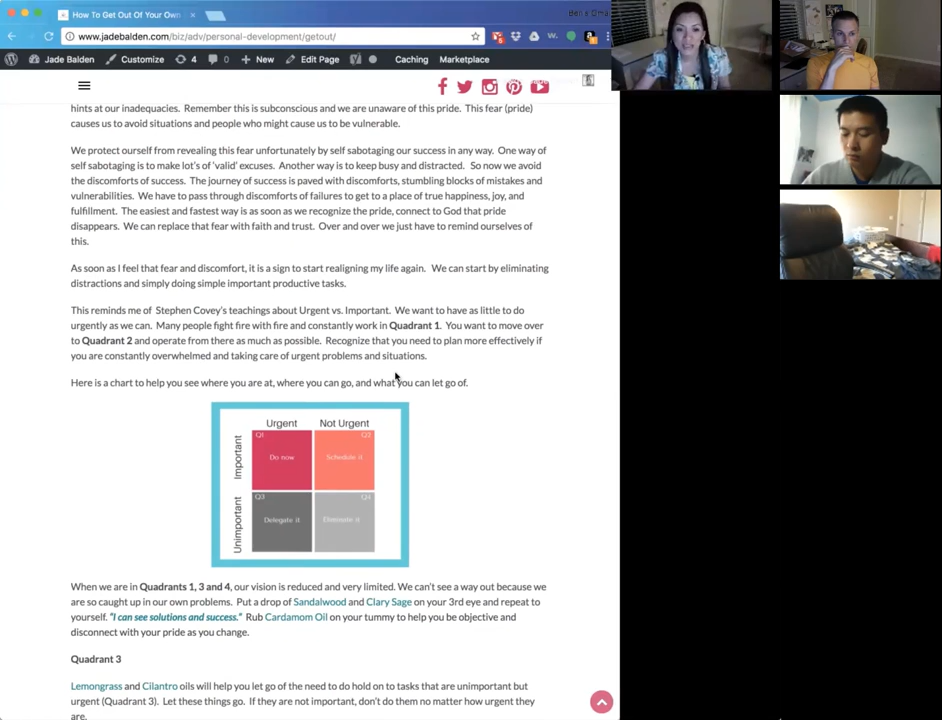 How To Get Out Of Your Own
www.jadebalden.com/biz/adv/personal-development/getout/
Jade Balden Customize 4 0 New Edit Page Caching Marketplace
hints at our inadequacies. Remember this is subconscious and we are unaware of this pride. This fear (pride)
causes us to avoid situations and people who might cause us to be vulnerable.
We protect ourself from revealing this fear unfortunately by self sabotaging our success in any way. One way of
self sabotaging is to make lot's of 'valid' excuses. Another way is to keep busy and distracted. So now we avoid
the discomforts of success. The journey of success is paved with discomforts, stumbling blocks of mistakes and
vulnerabilities. We have to pass through discomforts of failures to get to a place of true happiness, joy, and
fulfillment. The easiest and fastest way is as soon as we recognize the pride, connect to God that pride
disappears. We can replace that fear with faith and trust. Over and over we just have to remind ourselves of
this.
As soon as I feel that fear and discomfort, it is a sign to start realigning my life again. We can start by eliminating
distractions and simply doing simple important productive tasks.
This reminds me of Stephen Covey's teachings about Urgent vs. Important. We want to have as little to do
urgently as we can. Many people fight fire with fire and constantly work in Quadrant 1. You want to move over
to Quadrant 2 and operate from there as much as possible. Recognize that you need to plan more effectively if
you are constantly overwhelmed and taking care of urgent problems and situations.
Here is a chart to help you see where you are at, where you can go, and what you can let go of.
Urgent Not Urgent
Important
Q1 Q2
Do now Schedule it
Unimportant
Q3 Q4
Delegate it Eliminate it
When we are in Quadrants 1, 3 and 4, our vision is reduced and very limited. We can't see a way out because we
are so caught up in our own problems. Put a drop of Sandalwood and Clary Sage on your 3rd eye and repeat to
yourself. "I can see solutions and success." Rub Cardamom Oil on your tummy to help you be objective and
disconnect with your pride as you change.
Quadrant 3
Lemongrass and Cilantro oils will help you let go of the need to do hold on to tasks that are unimportant but
urgent (Quadrant 3). Let these things go. If they are not important, don't do them no matter how urgent they
are.